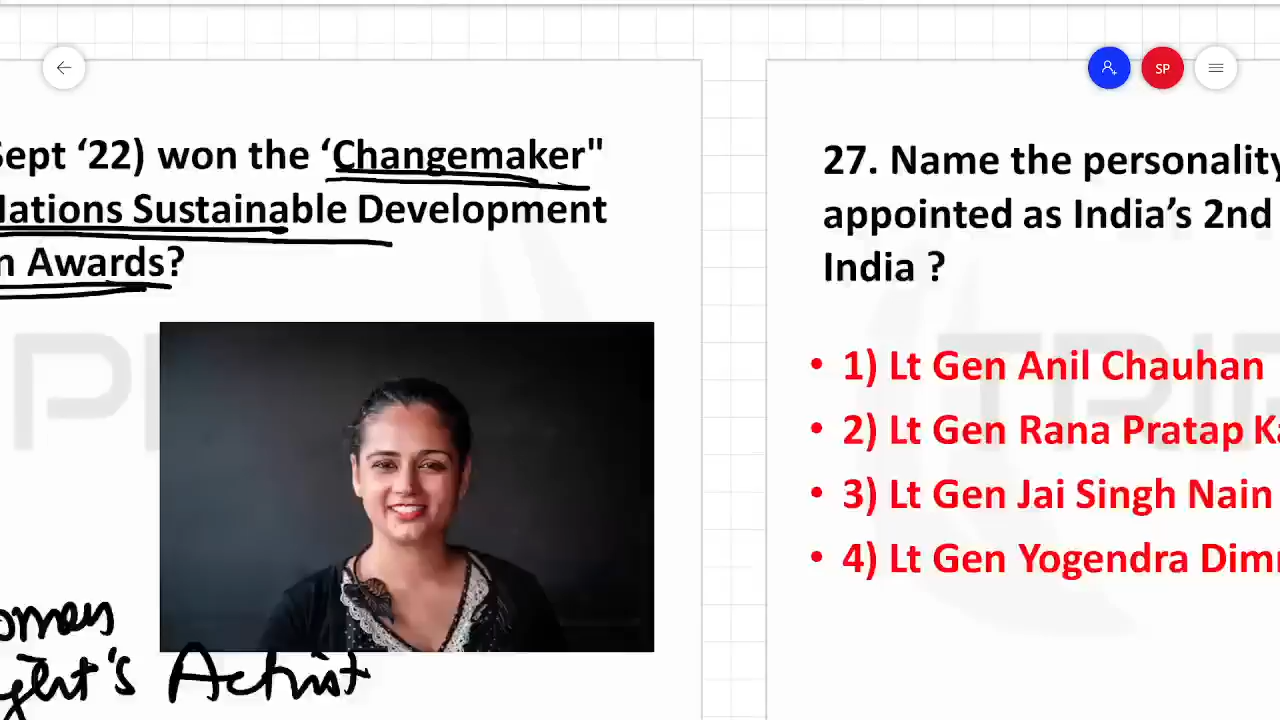 Sept ‘22) won the ‘Changemaker"
Nations Sustainable Development
n Awards?
omen
ght's Activist
SP
27. Name the personality
appointed as India’s 2nd
India ?
• 1) Lt Gen Anil Chauhan
• 2) Lt Gen Rana Pratap Ka
• 3) Lt Gen Jai Singh Nain
• 4) Lt Gen Yogendra Dimr